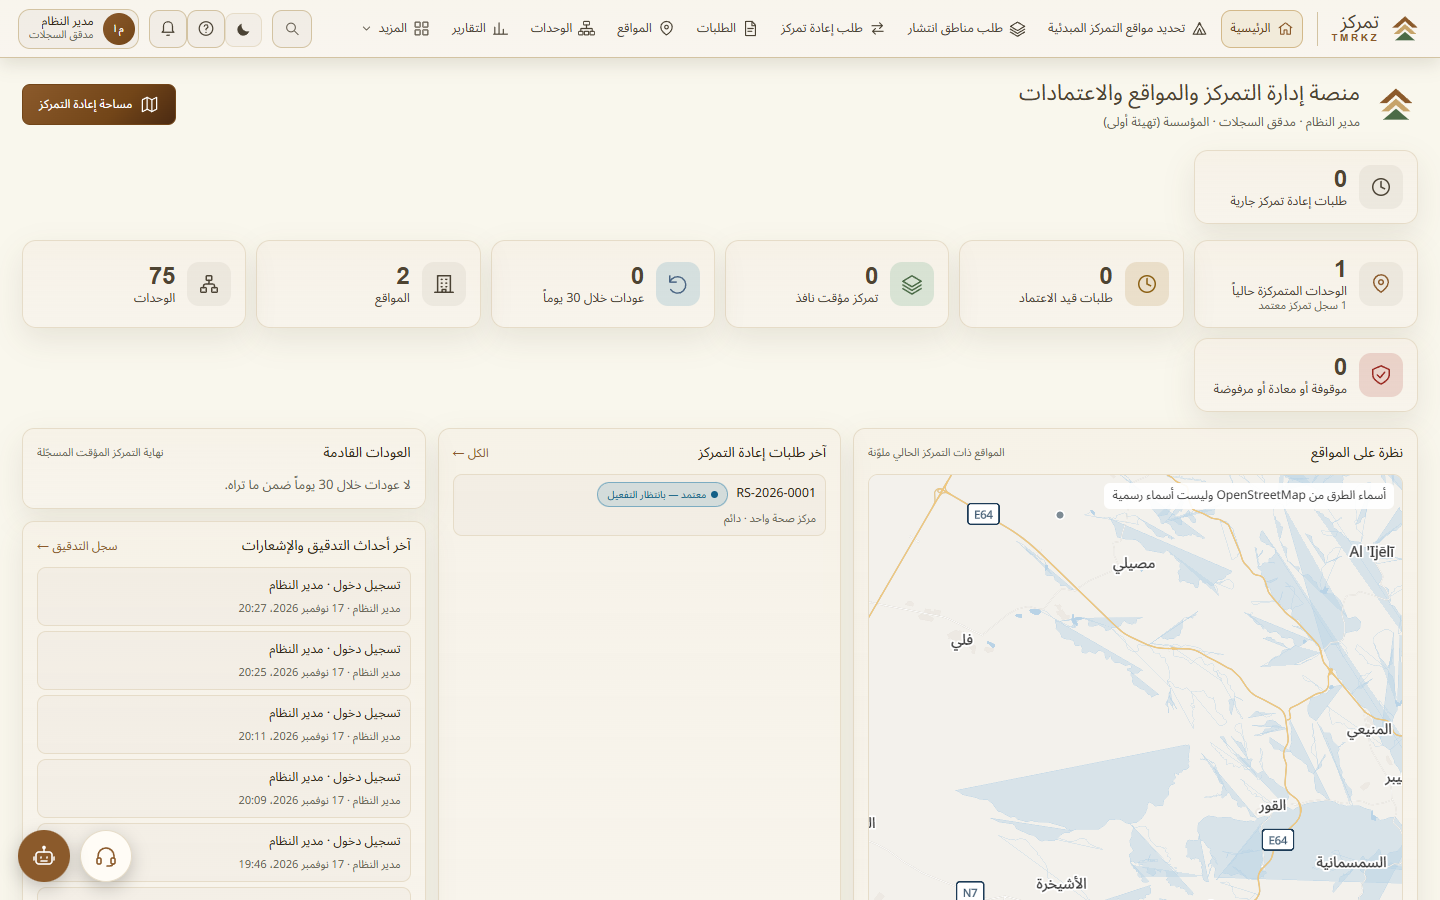 تمركز
TMRKZ
الرئيسية
تحديد مواقع التمركز المبدئية
طلب مناطق انتشار
طلب إعادة تمركز
الطلبات
المواقع
الوحدات
التقارير
المزيد
م ا
مدير النظام
مدقق السجلات
منصة إدارة التمركز والمواقع والاعتمادات
مدير النظام · مدقق السجلات · المؤسسة (تهيئة أولى)
مساحة إعادة التمركز
0
طلبات إعادة تمركز جارية
1
الوحدات المتمركزة حالياً
1 سجل تمركز معتمد
0
طلبات قيد الاعتماد
0
تمركز مؤقت نافذ
0
عودات خلال 30 يوماً
2
المواقع
75
الوحدات
0
موقوفة أو معادة أو مرفوضة
نظرة على المواقع
المواقع ذات التمركز الحالي ملوّنة
أسماء الطرق من OpenStreetMap وليست أسماء رسمية
E64
Al 'Ijēlī
مصيلي
فلي
المنيعي
القور
E64
السمسمانية
الأشيخرة
N7
آخر طلبات إعادة التمركز
الكل ←
RS-2026-0001
معتمد — بانتظار التفعيل
مركز صحة واحد · دائم
العودات القادمة
نهاية التمركز المؤقت المسجّلة
لا عودات خلال 30 يوماً ضمن ما تراه.
آخر أحداث التدقيق والإشعارات
سجل التدقيق ←
تسجيل دخول · مدير النظام
مدير النظام · 17 نوفمبر 2026، 20:27
تسجيل دخول · مدير النظام
مدير النظام · 17 نوفمبر 2026، 20:25
تسجيل دخول · مدير النظام
مدير النظام · 17 نوفمبر 2026، 20:11
تسجيل دخول · مدير النظام
مدير النظام · 17 نوفمبر 2026، 20:09
تسجيل دخول · مدير النظام
مدير النظام · 17 نوفمبر 2026، 19:46